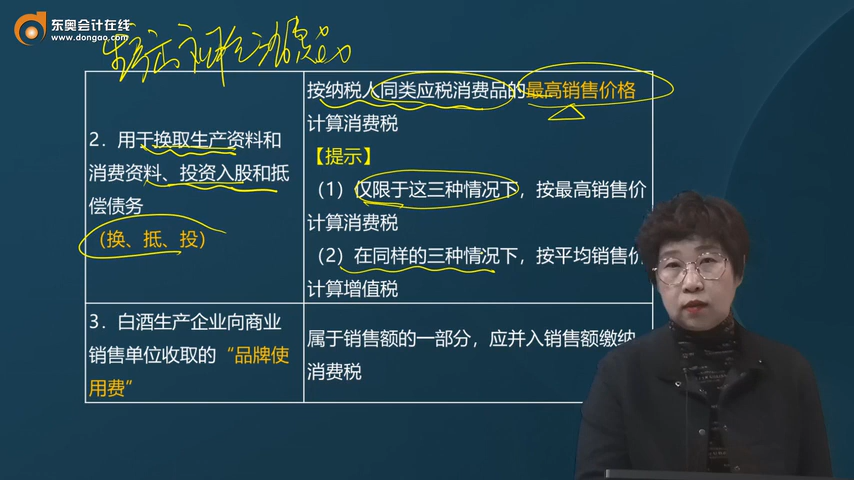 东奥会计在线
www.dongao.com
2．用于换取生产资料和
消费资料、投资入股和抵
偿债务
（换、抵、投）
按纳税人同类应税消费品的最高销售价格
计算消费税
【提示】
（1）仅限于这三种情况下，按最高销售价
计算消费税
（2）在同样的三种情况下，按平均销售价
计算增值税
3．白酒生产企业向商业
销售单位收取的“品牌使
用费”
属于销售额的一部分，应并入销售额缴纳
消费税